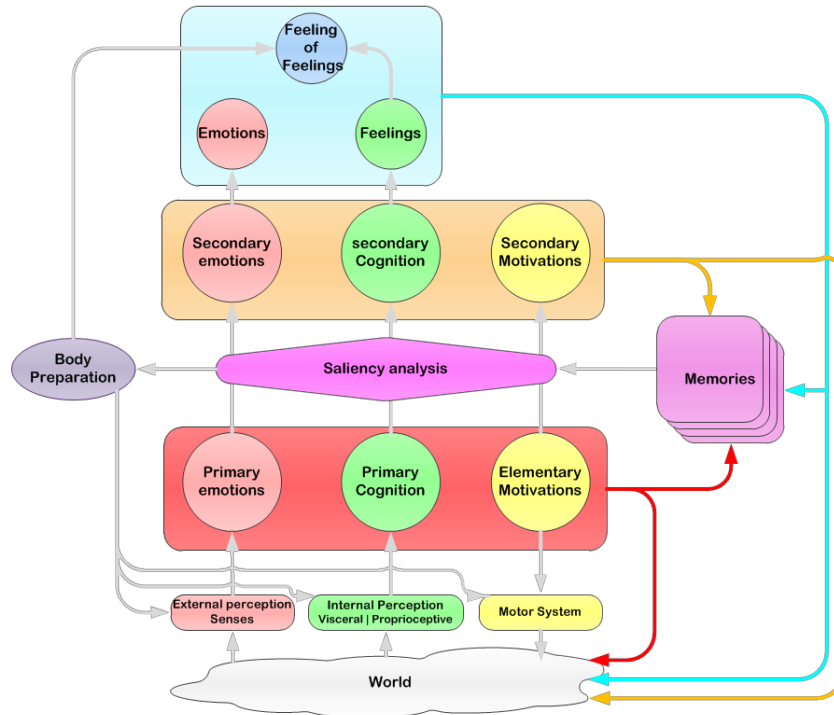 Feeling
of
Feelings
Emotions
Feelings
Secondary
emotions
secondary
Cognition
Secondary
Motivations
Body
Preparation
Saliency analysis
Memories
Primary
emotions
Primary
Cognition
Elementary
Motivations
External perception
Senses
Internal Perception
Visceral | Proprioceptive
Motor System
World